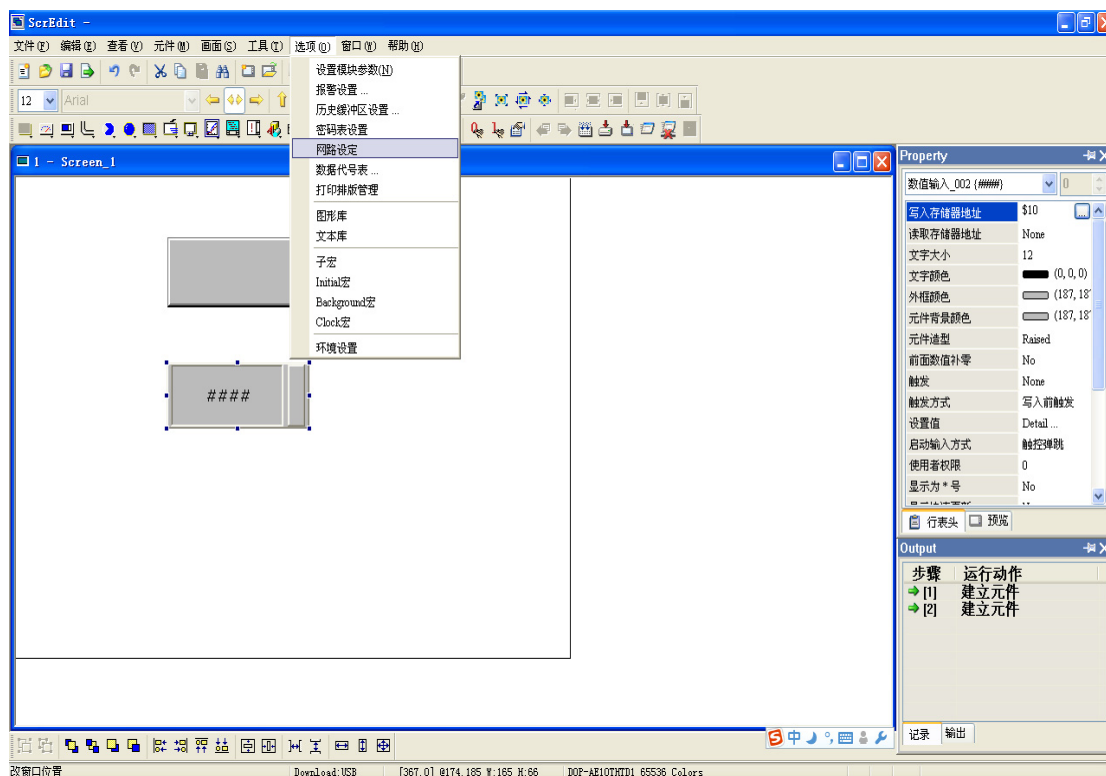 ScrEdit -
文件(F) 编辑(E) 查看(V) 元件(M) 画面(S) 工具(T) 选项(O) 窗口(W) 帮助(H)
设置模块参数(N)
报警设置 ...
历史缓冲区设置 ...
密码表设置
网路设定
数据代号表 ...
打印排版管理
图形库
文本库
子宏
Initial宏
Background宏
Clock宏
环境设置
12 Arial
1 - Screen_1
####
Property
数值输入_002 {####} 0
写入存储器地址 $10 ...
读取存储器地址 None
文字大小 12
文字颜色 (0, 0, 0)
外框颜色 (187, 18
元件背景颜色 (187, 18
元件造型 Raised
前面数值补零 No
触发 None
触发方式 写入前触发
设置值 Detail ...
启动输入方式 触控弹跳
使用者权限 0
显示为 * 号 No
行表头 预览
Output
步骤 运行动作
[1] 建立元件
[2] 建立元件
记录 输出
中
改窗口位置 Download:USB [367.0] @174.185 W:165 H:66 DOP-AE10THTD1 65536 Colors